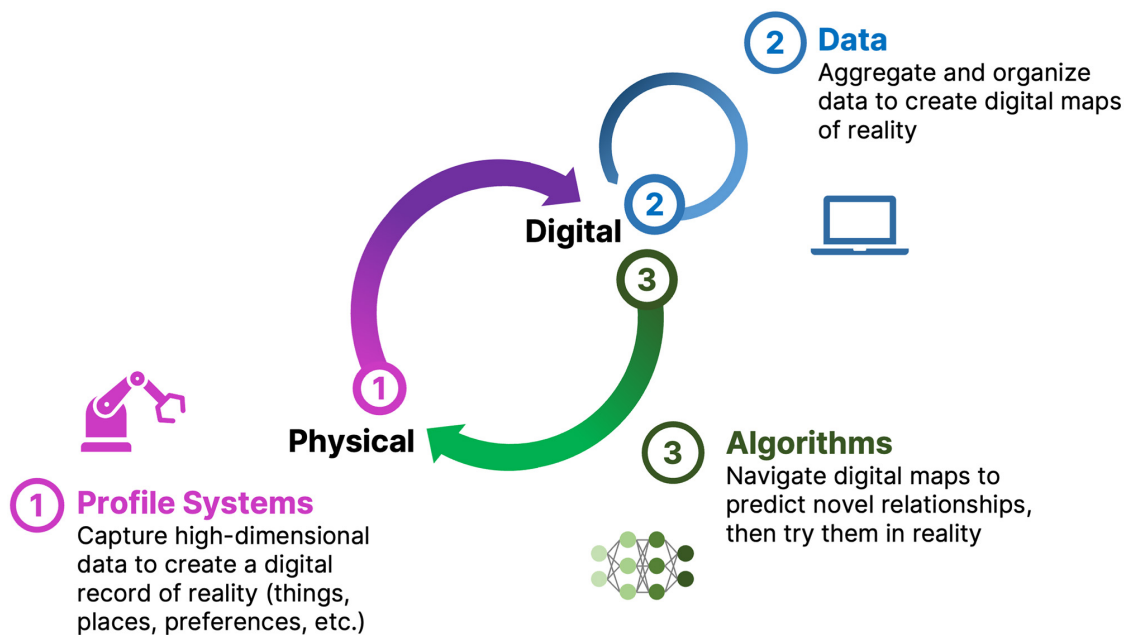 2
Data
Aggregate and organize
data to create digital maps
of reality
2
Digital
3
1
Physical
1
Profile Systems
Capture high-dimensional
data to create a digital
record of reality (things,
places, preferences, etc.)
3
Algorithms
Navigate digital maps to
predict novel relationships,
then try them in reality